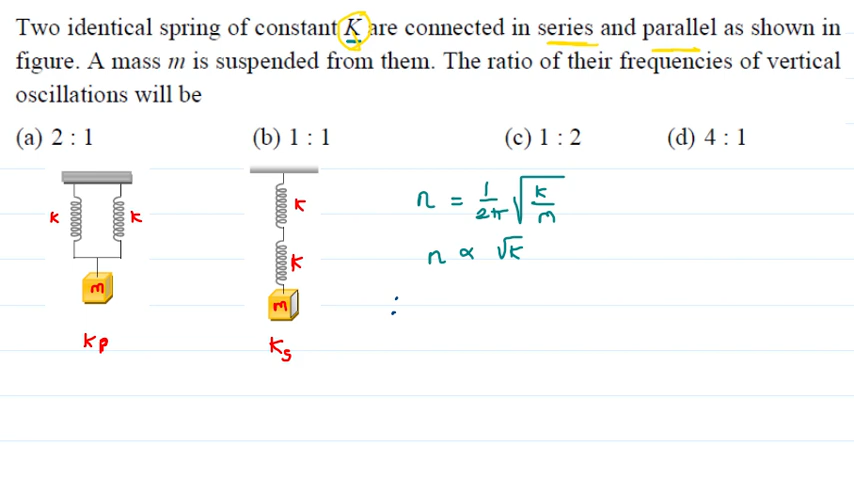 Two identical spring of constant K are connected in series and parallel as shown in
figure. A mass m is suspended from them. The ratio of their frequencies of vertical
oscillations will be
(a) 2 : 1 (b) 1 : 1 (c) 1 : 2 (d) 4 : 1
K K K n = 1/2π √K/m
K n ∝ √K
m m ∴
Kp Ks